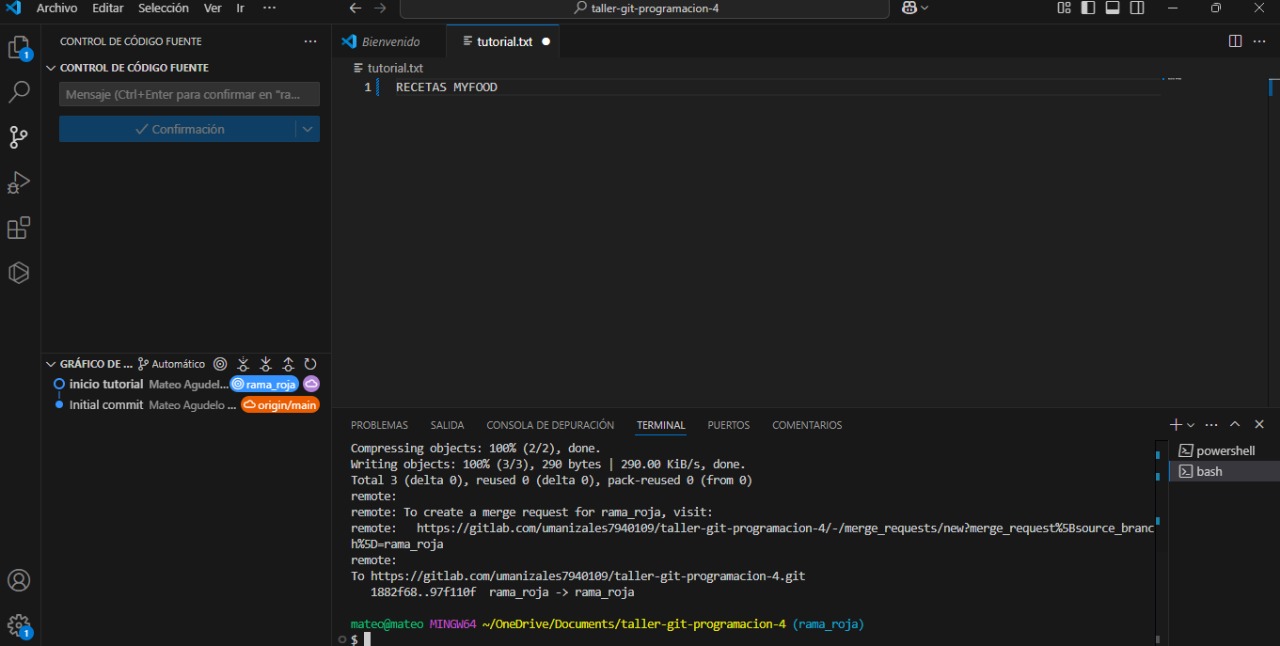 Archivo Editar Selección Ver Ir ···
taller-git-programacion-4
CONTROL DE CÓDIGO FUENTE ···
CONTROL DE CÓDIGO FUENTE
Mensaje (Ctrl+Enter para confirmar en "ra...
Confirmación
GRÁFICO DE ... Automático
inicio tutorial Mateo Agudel... rama_roja
Initial commit Mateo Agudelo ... origin/main
1
1
Bienvenido tutorial.txt
tutorial.txt
1 RECETAS MYFOOD
PROBLEMAS SALIDA CONSOLA DE DEPURACIÓN TERMINAL PUERTOS COMENTARIOS
Compressing objects: 100% (2/2), done.
Writing objects: 100% (3/3), 290 bytes | 290.00 KiB/s, done.
Total 3 (delta 0), reused 0 (delta 0), pack-reused 0 (from 0)
remote:
remote: To create a merge request for rama_roja, visit:
remote:   https://gitlab.com/umanizales7940109/taller-git-programacion-4/-/merge_requests/new?merge_request%5Bsource_branc
h%5D=rama_roja
remote:
To https://gitlab.com/umanizales7940109/taller-git-programacion-4.git
   1882f68..97f110f  rama_roja -> rama_roja
mateo@mateo MINGW64 ~/OneDrive/Documents/taller-git-programacion-4 (rama_roja)
$
powershell
bash